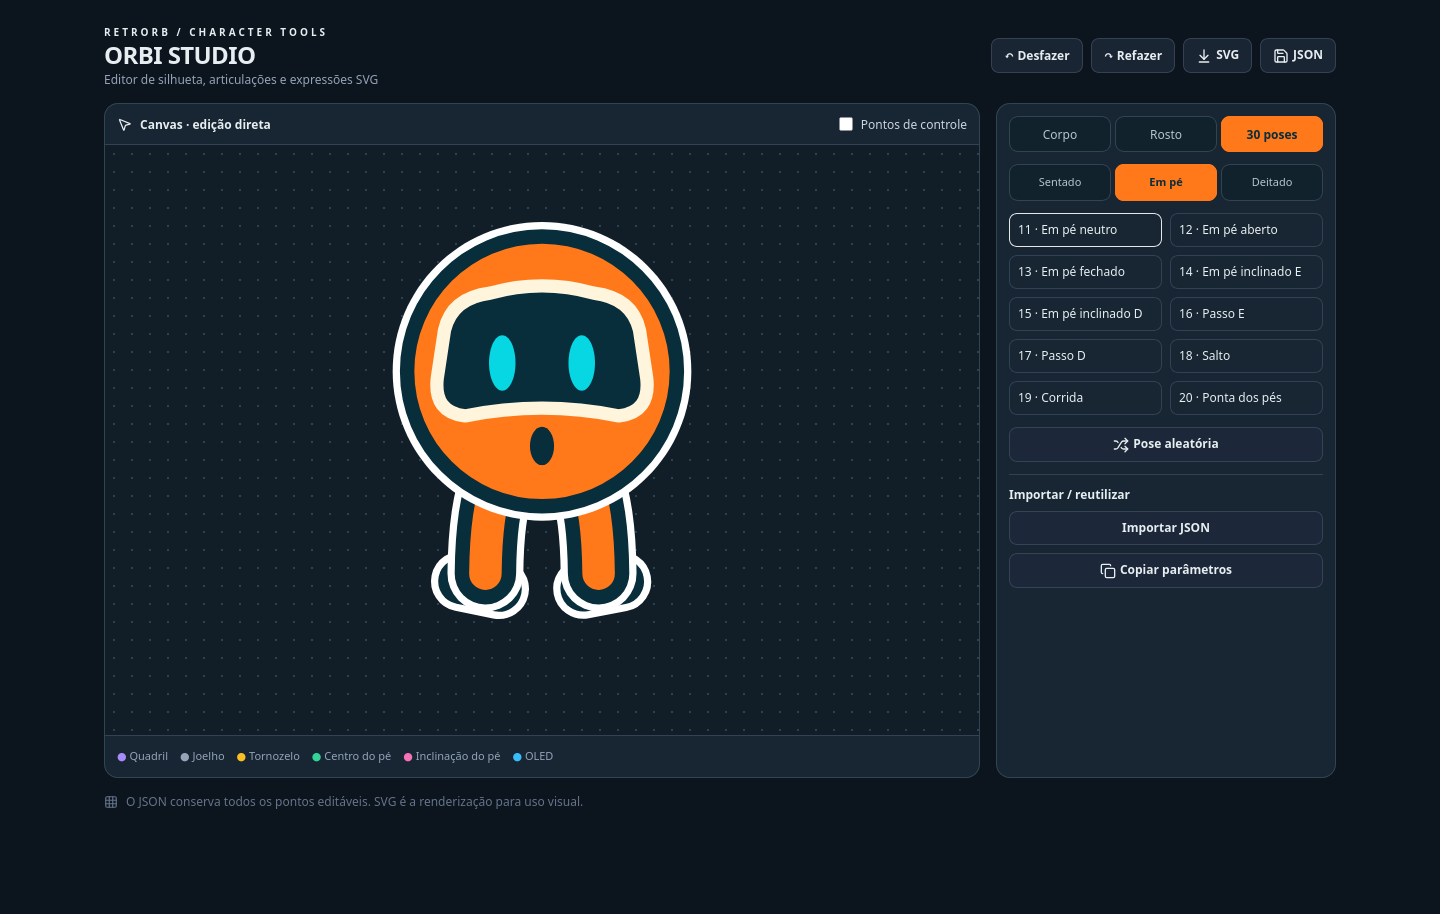 RETRORB / CHARACTER TOOLS
ORBI STUDIO
Editor de silhueta, articulações e expressões SVG
↶ Desfazer
↷ Refazer
SVG
JSON
Canvas · edição direta
Pontos de controle
Corpo
Rosto
30 poses
Sentado
Em pé
Deitado
11 · Em pé neutro
12 · Em pé aberto
13 · Em pé fechado
14 · Em pé inclinado E
15 · Em pé inclinado D
16 · Passo E
17 · Passo D
18 · Salto
19 · Corrida
20 · Ponta dos pés
Pose aleatória
Importar / reutilizar
Importar JSON
Copiar parâmetros
Quadril
Joelho
Tornozelo
Centro do pé
Inclinação do pé
OLED
O JSON conserva todos os pontos editáveis. SVG é a renderização para uso visual.